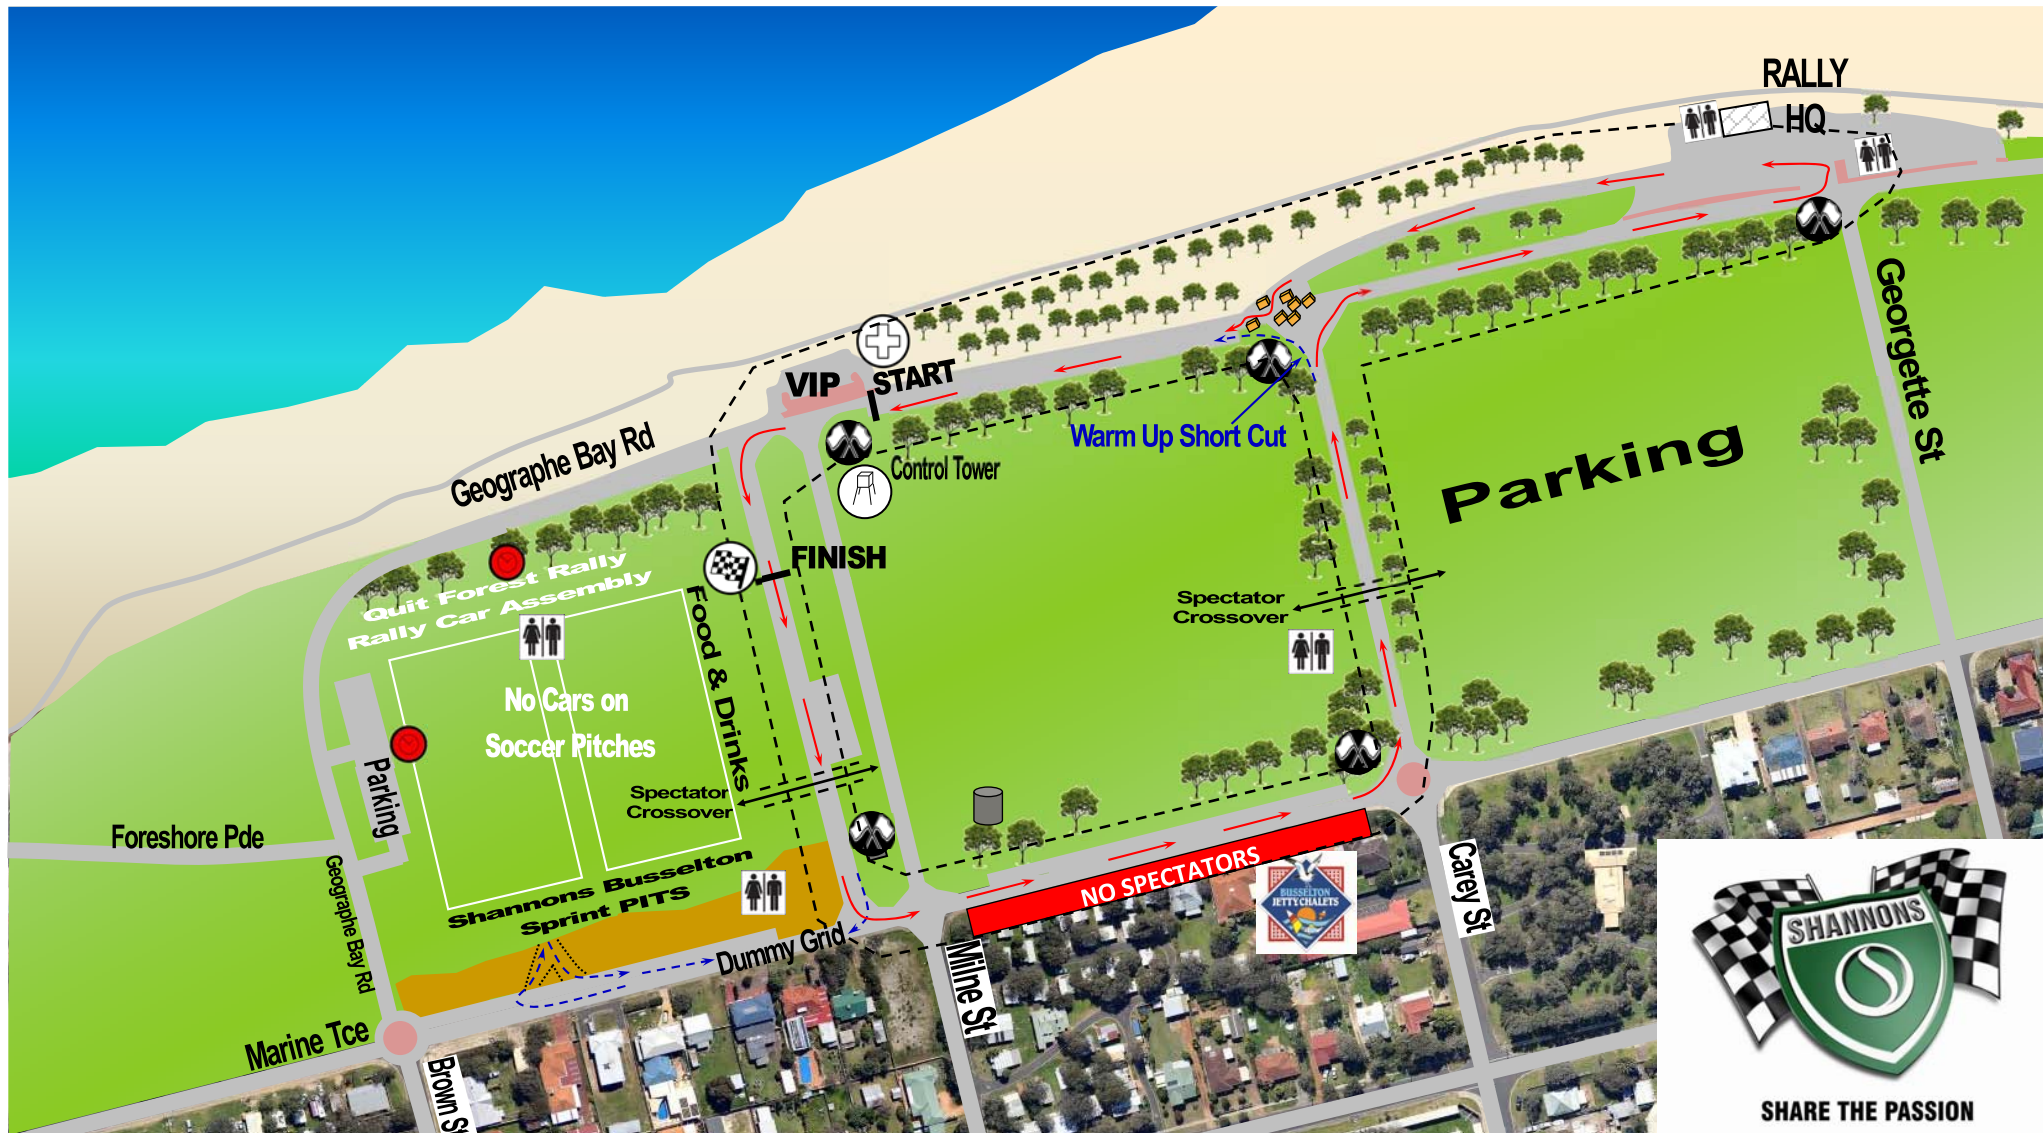 RALLY
HQ
VIP
START
Geographe Bay Rd
Control Tower
Warm Up Short Cut
Georgette St
Parking
FINISH
Quit Forest Rally
Rally Car Assembly
Food & Drinks
Spectator
Crossover
No Cars on
Soccer Pitches
Parking
Spectator
Crossover
Foreshore Pde
Geographe Bay Rd
Shannons Busselton
Sprint PITS
NO SPECTATORS
BUSSELTON
JETTY CHALETS
Carey St
Dummy Grid
Milne St
Marine Tce
Brown St
SHANNONS
SHARE THE PASSION